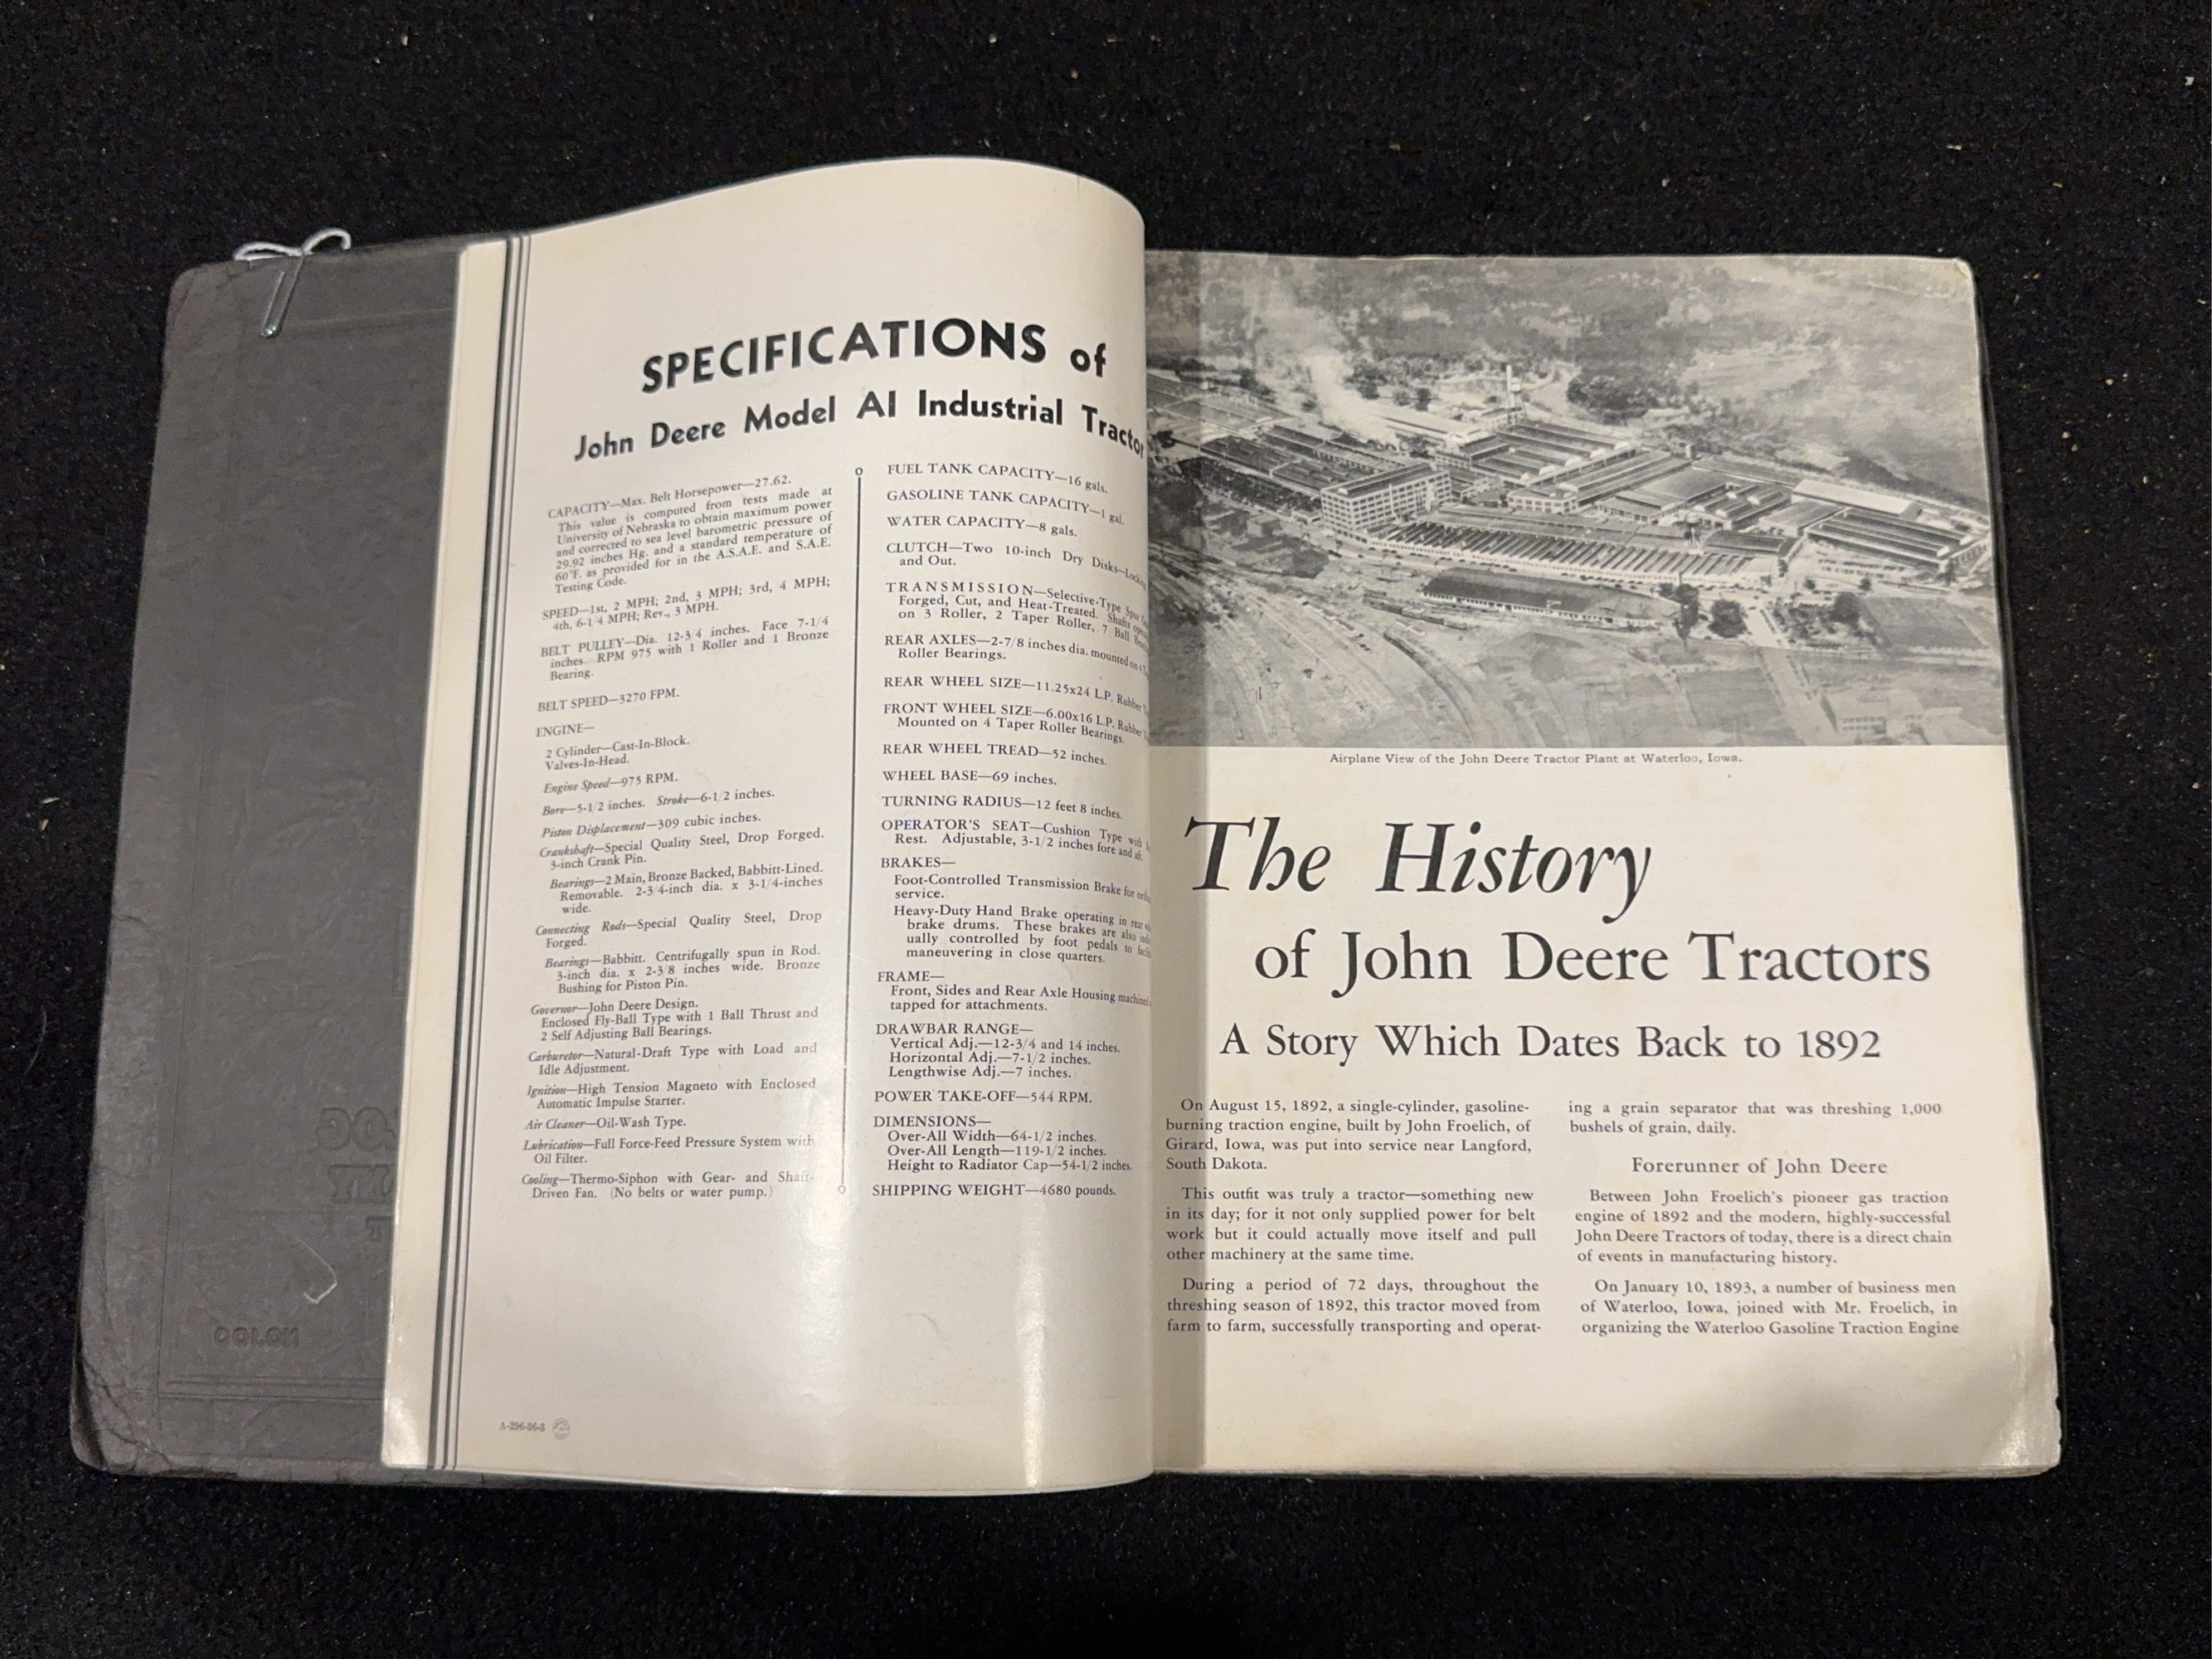 SPECIFICATIONS of
John Deere Model AI Industrial Tractor
CAPACITY—Max. Belt Horsepower—27.62.
This value is computed from tests made at
University of Nebraska to obtain maximum power
and corrected to sea level barometric pressure of
29.92 inches Hg. and a standard temperature of
60°F. as provided for in the A.S.A.E. and S.A.E.
Testing Code.
SPEED—1st, 2 MPH; 2nd, 3 MPH; 3rd, 4 MPH;
4th, 6-1/4 MPH; Rev., 3 MPH.
BELT PULLEY—Dia. 12-3/4 inches. Face 7-1/4
inches. RPM 975 with 1 Roller and 1 Bronze
Bearing.
BELT SPEED—3270 FPM.
ENGINE—
2 Cylinder—Cast-In-Block.
Valves-In-Head.
Engine Speed—975 RPM.
Bore—5-1/2 inches. Stroke—6-1/2 inches.
Piston Displacement—309 cubic inches.
Crankshaft—Special Quality Steel, Drop Forged.
3-inch Crank Pin.
Bearings—2 Main, Bronze Backed, Babbitt-Lined.
Removable. 2-3/4-inch dia. x 3-1/4-inches
wide.
Connecting Rods—Special Quality Steel, Drop
Forged.
Bearings—Babbitt. Centrifugally spun in Rod.
3-inch dia. x 2-3/8 inches wide. Bronze
Bushing for Piston Pin.
Governor—John Deere Design.
Enclosed Fly-Ball Type with 1 Ball Thrust and
2 Self Adjusting Ball Bearings.
Carburetor—Natural-Draft Type with Load and
Idle Adjustment.
Ignition—High Tension Magneto with Enclosed
Automatic Impulse Starter.
Air Cleaner—Oil-Wash Type.
Lubrication—Full Force-Feed Pressure System with
Oil Filter.
Cooling—Thermo-Siphon with Gear- and Shaft-
Driven Fan. (No belts or water pump.)
FUEL TANK CAPACITY—16 gals.
GASOLINE TANK CAPACITY—1 gal.
WATER CAPACITY—8 gals.
CLUTCH—Two 10-inch Dry Disks—
and Out.
TRANSMISSION—Selective-Type Spur
Forged, Cut, and Heat-Treated. Shafts
on 3 Roller, 2 Taper Roller, 7 Ball
REAR AXLES—2-7/8 inches dia. mounted on
Roller Bearings.
REAR WHEEL SIZE—11.25x24 L.P. Rubber
FRONT WHEEL SIZE—6.00x16 L.P. Rubber
Mounted on 4 Taper Roller Bearings.
REAR WHEEL TREAD—52 inches.
WHEEL BASE—69 inches.
TURNING RADIUS—12 feet 8 inches.
OPERATOR'S SEAT—Cushion Type with
Rest. Adjustable, 3-1/2 inches fore and aft.
BRAKES—
Foot-Controlled Transmission Brake for
service.
Heavy-Duty Hand Brake operating in rear
brake drums. These brakes are also
ually controlled by foot pedals to
maneuvering in close quarters.
FRAME—
Front, Sides and Rear Axle Housing machined
tapped for attachments.
DRAWBAR RANGE—
Vertical Adj.—12-3/4 and 14 inches.
Horizontal Adj.—7-1/2 inches.
Lengthwise Adj.—7 inches.
POWER TAKE-OFF—544 RPM.
DIMENSIONS—
Over-All Width—64-1/2 inches.
Over-All Length—119-1/2 inches.
Height to Radiator Cap—54-1/2 inches.
SHIPPING WEIGHT—4680 pounds.
A-296-36-3
Airplane View of the John Deere Tractor Plant at Waterloo, Iowa.
The History
of John Deere Tractors
A Story Which Dates Back to 1892
On August 15, 1892, a single-cylinder, gasoline-
burning traction engine, built by John Froelich, of
Girard, Iowa, was put into service near Langford,
South Dakota.
This outfit was truly a tractor—something new
in its day; for it not only supplied power for belt
work but it could actually move itself and pull
other machinery at the same time.
During a period of 72 days, throughout the
threshing season of 1892, this tractor moved from
farm to farm, successfully transporting and operat-
ing a grain separator that was threshing 1,000
bushels of grain, daily.
Forerunner of John Deere
Between John Froelich's pioneer gas traction
engine of 1892 and the modern, highly-successful
John Deere Tractors of today, there is a direct chain
of events in manufacturing history.
On January 10, 1893, a number of business men
of Waterloo, Iowa, joined with Mr. Froelich, in
organizing the Waterloo Gasoline Traction Engine